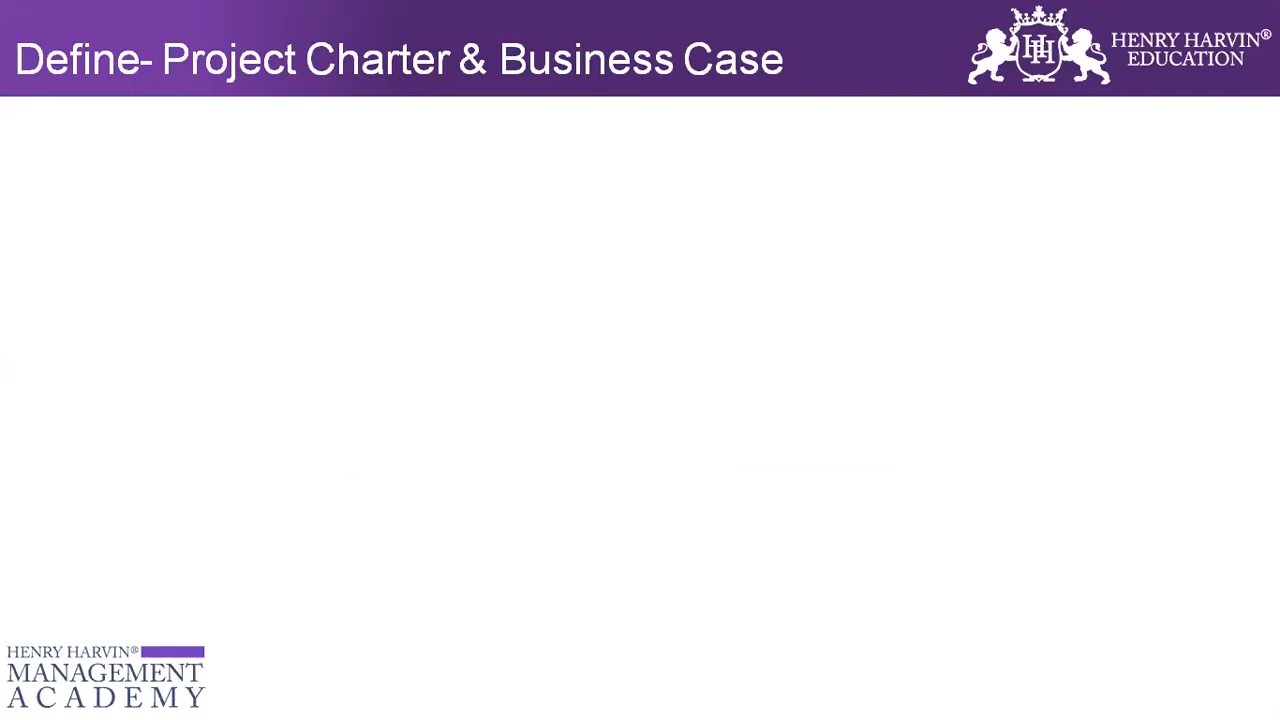 Define- Project Charter & Business Case
HENRY HARVIN®
EDUCATION
HENRY HARVIN®
MANAGEMENT
ACADEMY